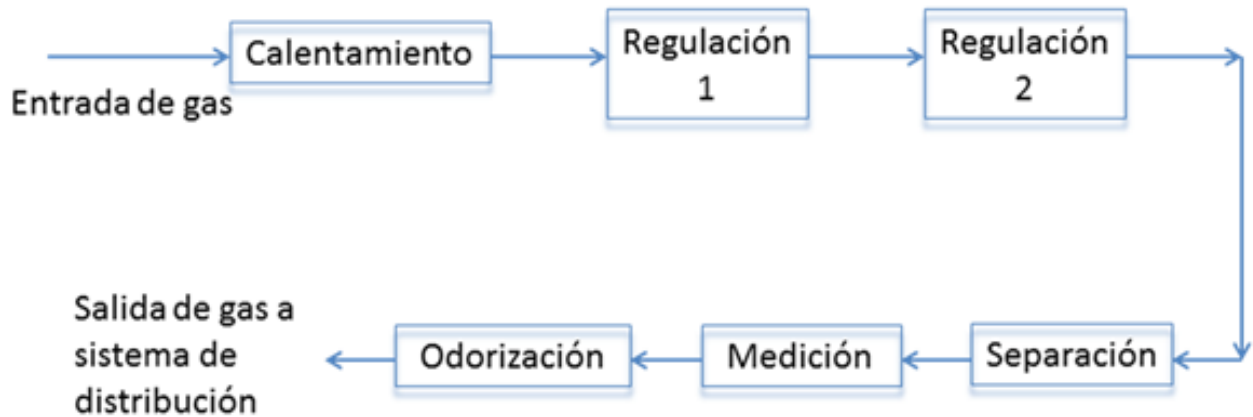 Entrada de gas
Calentamiento
Regulación
1
Regulación
2
Separación
Medición
Odorización
Salida de gas a
sistema de
distribución